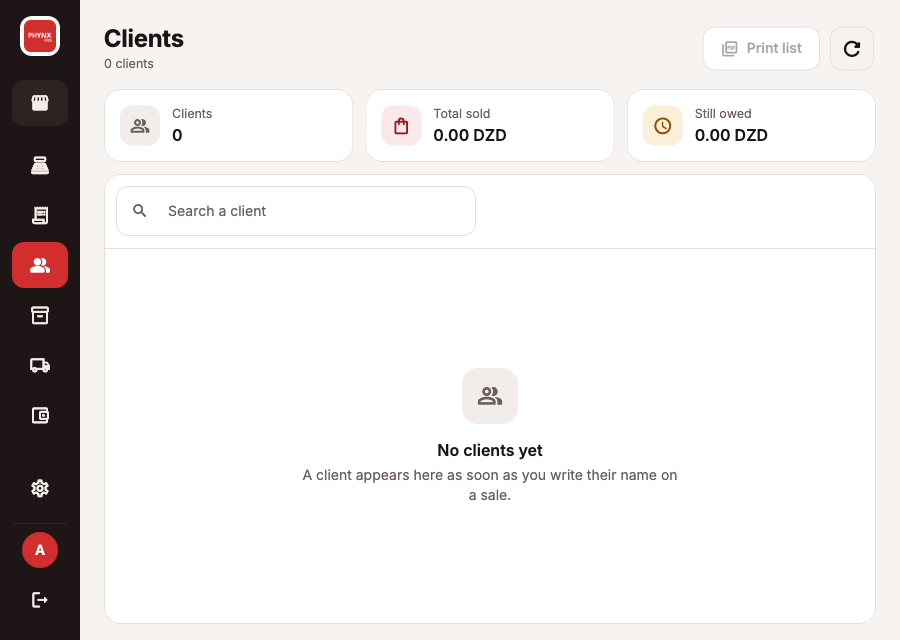 PHYNX
POS
Clients
0 clients
Print list
Clients
0
Total sold
0.00 DZD
Still owed
0.00 DZD
Search a client
No clients yet
A client appears here as soon as you write their name on
a sale.
A